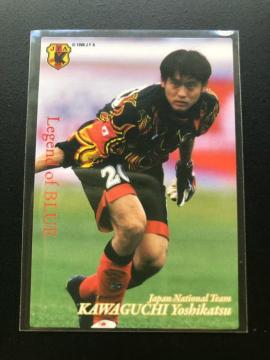 © 1998 J F A
Legend of BLUE
20
Japan National Team
KAWAGUCHI Yoshikatsu